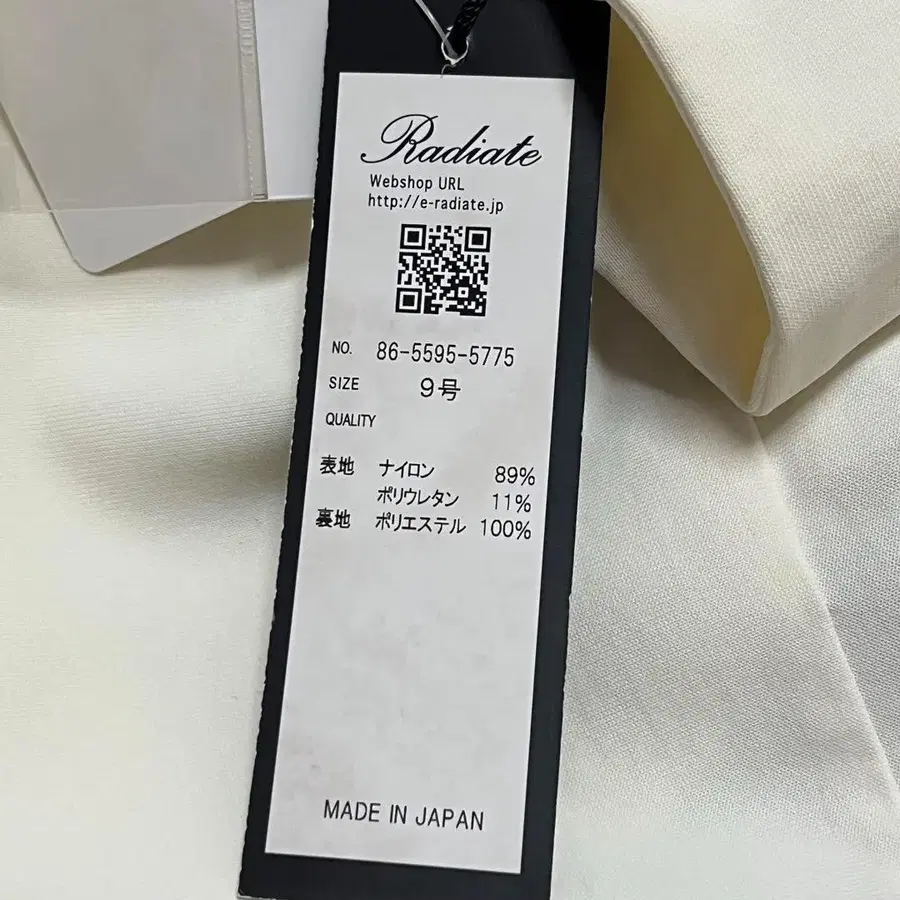 Radiate
Webshop URL
http://e-radiate.jp
NO. 86-5595-5775
SIZE 9号
QUALITY
表地 ナイロン 89%
ポリウレタン 11%
裏地 ポリエステル 100%
MADE IN JAPAN